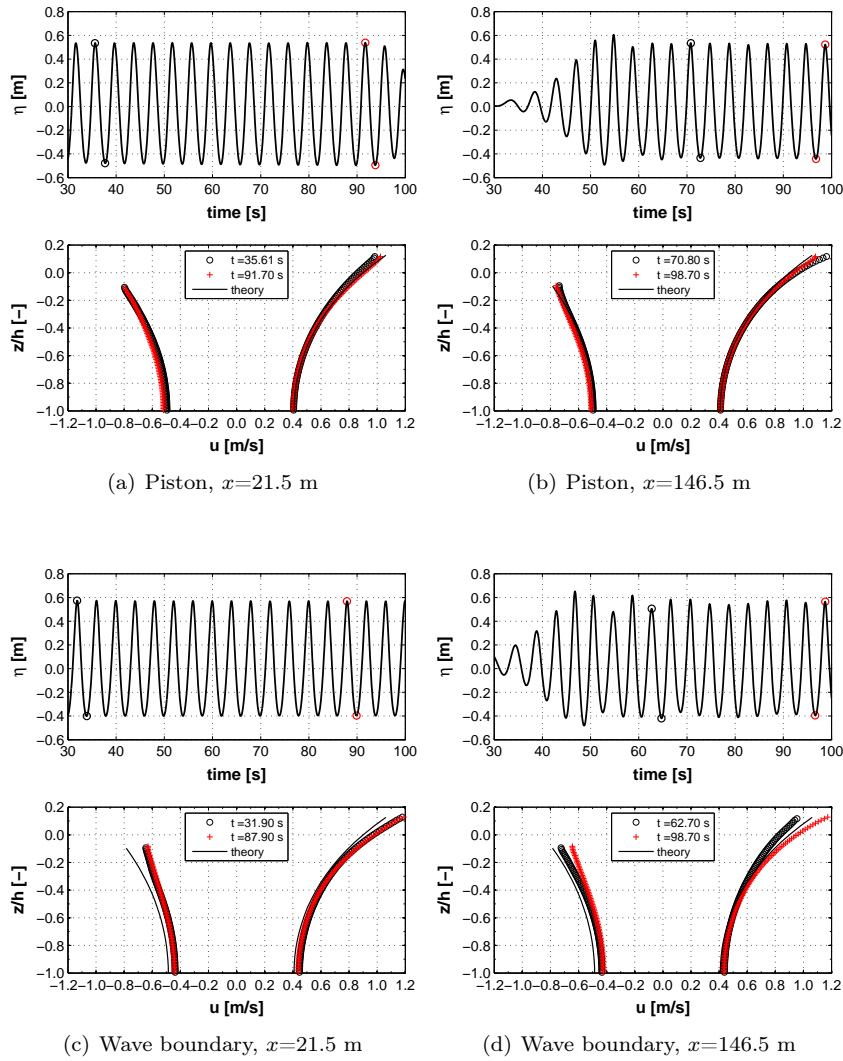 0.8
0.6
0.4
0.2
0.0
−0.2
−0.4
−0.6
η [m]
30 40 50 60 70 80 90 100
time [s]
0.2
0.0
−0.2
−0.4
−0.6
−0.8
−1.0
z/h [−]
t =35.61 s
t =91.70 s
theory
−1.2 −1.0 −0.8 −0.6 −0.4 −0.2 0.0 0.2 0.4 0.6 0.8 1.0 1.2
u [m/s]
(a) Piston, x=21.5 m
0.8
0.6
0.4
0.2
0.0
−0.2
−0.4
−0.6
η [m]
30 40 50 60 70 80 90 100
time [s]
0.2
0.0
−0.2
−0.4
−0.6
−0.8
−1.0
z/h [−]
t =70.80 s
t =98.70 s
theory
−1.2 −1.0 −0.8 −0.6 −0.4 −0.2 0.0 0.2 0.4 0.6 0.8 1.0 1.2
u [m/s]
(b) Piston, x=146.5 m
0.8
0.6
0.4
0.2
0.0
−0.2
−0.4
−0.6
η [m]
30 40 50 60 70 80 90 100
time [s]
0.2
0.0
−0.2
−0.4
−0.6
−0.8
−1.0
z/h [−]
t =31.90 s
t =87.90 s
theory
−1.2 −1.0 −0.8 −0.6 −0.4 −0.2 0.0 0.2 0.4 0.6 0.8 1.0 1.2
u [m/s]
(c) Wave boundary, x=21.5 m
0.8
0.6
0.4
0.2
0.0
−0.2
−0.4
−0.6
η [m]
30 40 50 60 70 80 90 100
time [s]
0.2
0.0
−0.2
−0.4
−0.6
−0.8
−1.0
z/h [−]
t =62.70 s
t =98.70 s
theory
−1.2 −1.0 −0.8 −0.6 −0.4 −0.2 0.0 0.2 0.4 0.6 0.8 1.0 1.2
u [m/s]
(d) Wave boundary, x=146.5 m